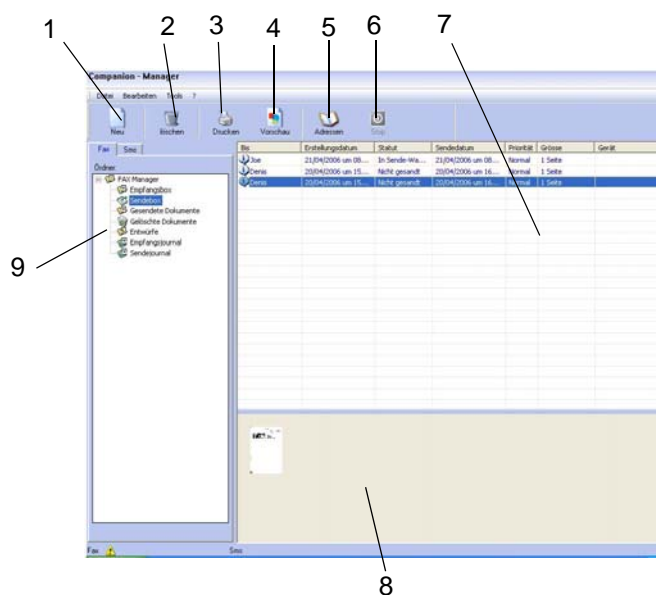 1 2 3 4 5 6 7
Companion - Manager
Datei Bearbeiten Tools ?
Neu löschen Drucken Vorschau Adressen Stop
Fax Sms
Ordner
FAX Manager
Empfangsbox
Sendebox
Gesendete Dokumente
Gelöschte Dokumente
Entwürfe
Empfangsjournal
Sendejournal
9
Bis Erstellungsdatum Statut Sendedatum Priorität Grösse Gerät
Joe 21/04/2006 um 08.... In Sende-Wa... 21/04/2006 um 08.... Normal 1 Seite
Denis 20/04/2006 um 15.... Nicht gesandt 20/04/2006 um 16.... Normal 1 Seite
Denis 20/04/2006 um 15.... Nicht gesandt 20/04/2006 um 16.... Normal 1 Seite
Fax Sms
8